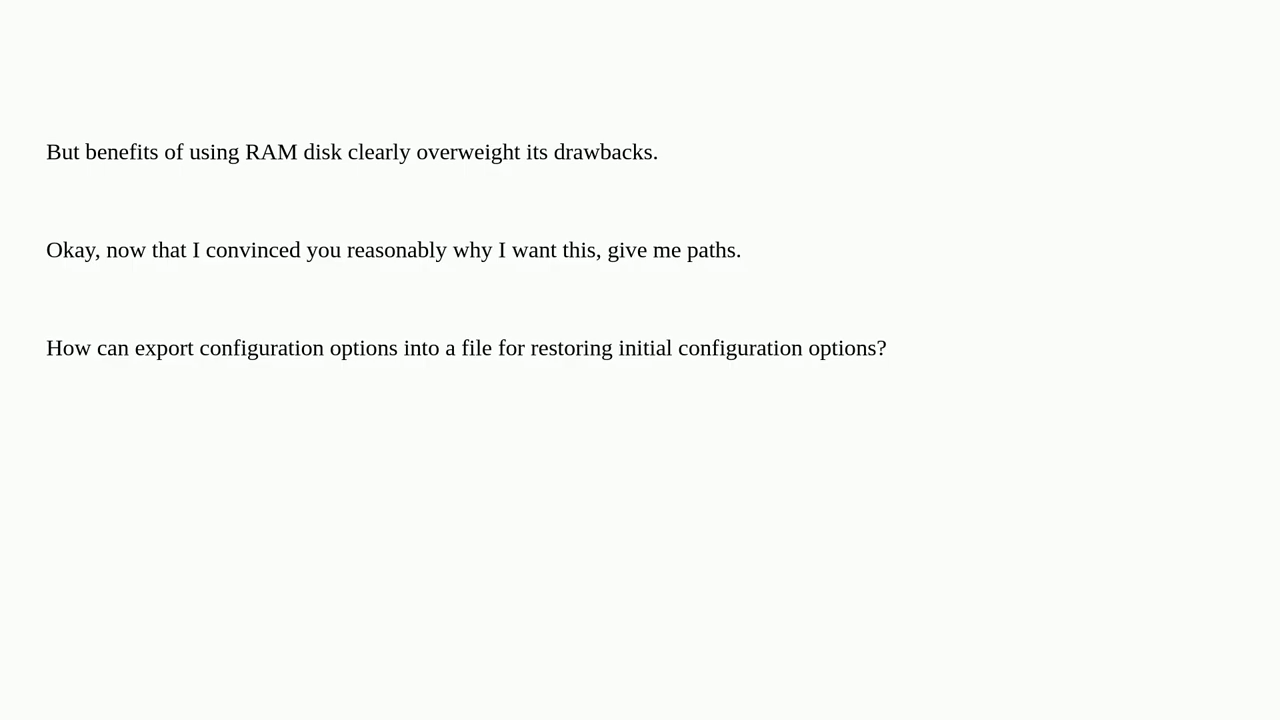 But benefits of using RAM disk clearly overweight its drawbacks.
Okay, now that I convinced you reasonably why I want this, give me paths.
How can export configuration options into a file for restoring initial configuration options?